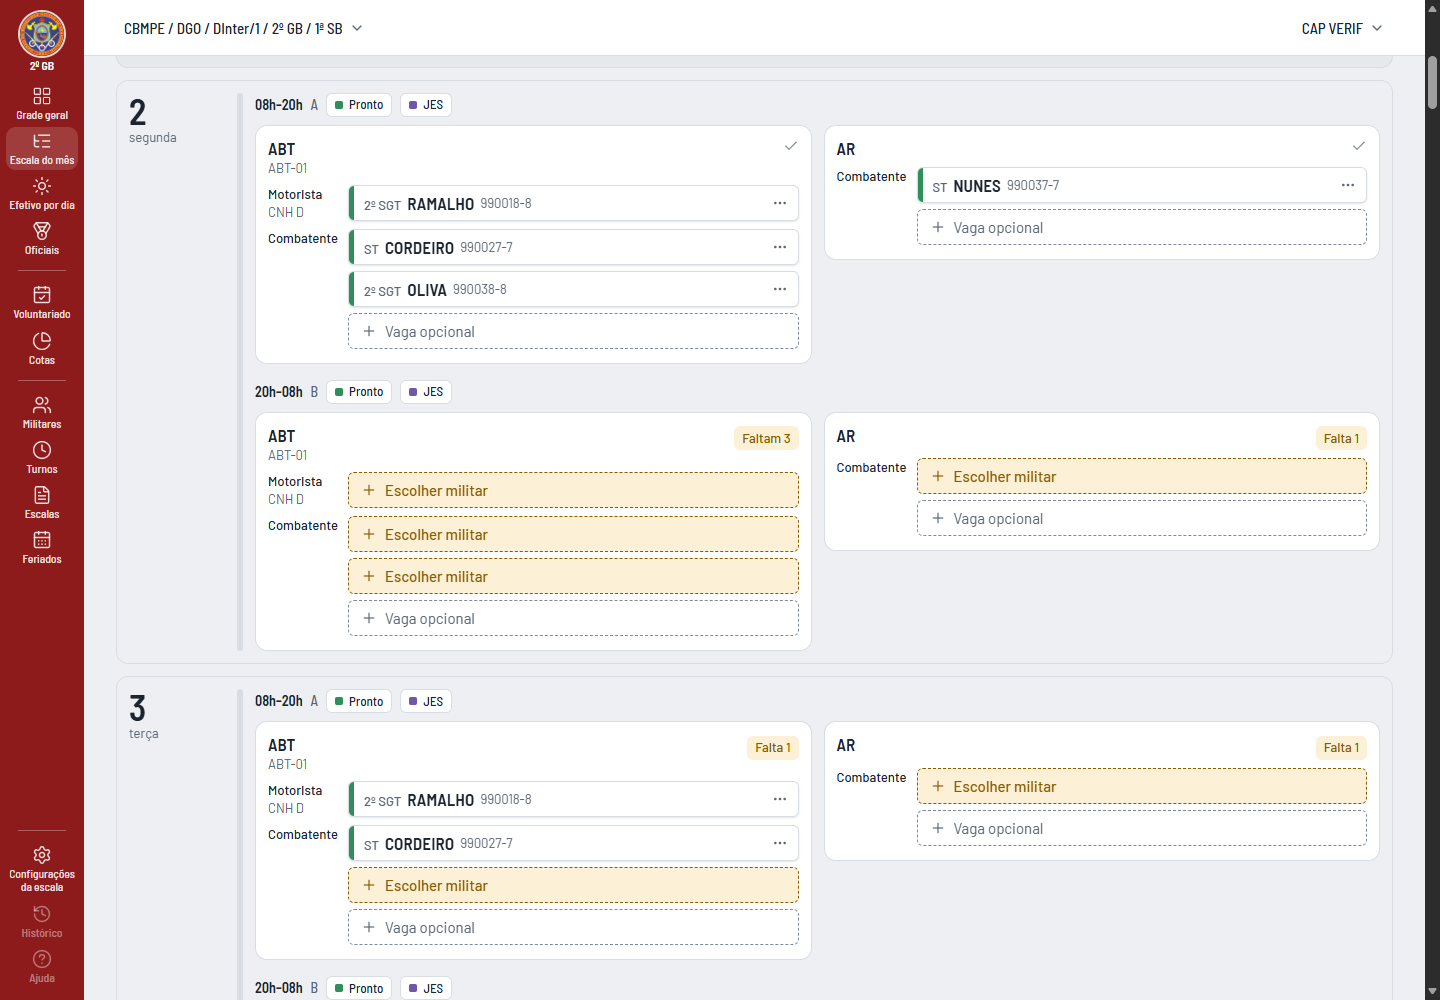 CBMPE / DGO / DInter/1 / 2º GB / 1ª SB
CAP VERIF
2º GB
Grade geral
Escala do mês
Efetivo por dia
Oficiais
Voluntariado
Cotas
Militares
Turnos
Escalas
Feriados
Configurações
da escala
Histórico
Ajuda
2
segunda
08h-20h A Pronto JES
ABT
ABT-01
Motorista
CNH D
2º SGT RAMALHO 990018-8
Combatente
ST CORDEIRO 990027-7
2º SGT OLIVA 990038-8
Vaga opcional
AR
Combatente
ST NUNES 990037-7
Vaga opcional
20h-08h B Pronto JES
ABT
Faltam 3
ABT-01
Motorista
CNH D
Escolher militar
Combatente
Escolher militar
Escolher militar
Vaga opcional
AR
Falta 1
Combatente
Escolher militar
Vaga opcional
3
terça
08h-20h A Pronto JES
ABT
Falta 1
ABT-01
Motorista
CNH D
2º SGT RAMALHO 990018-8
Combatente
ST CORDEIRO 990027-7
Escolher militar
Vaga opcional
AR
Falta 1
Combatente
Escolher militar
Vaga opcional
20h-08h B Pronto JES